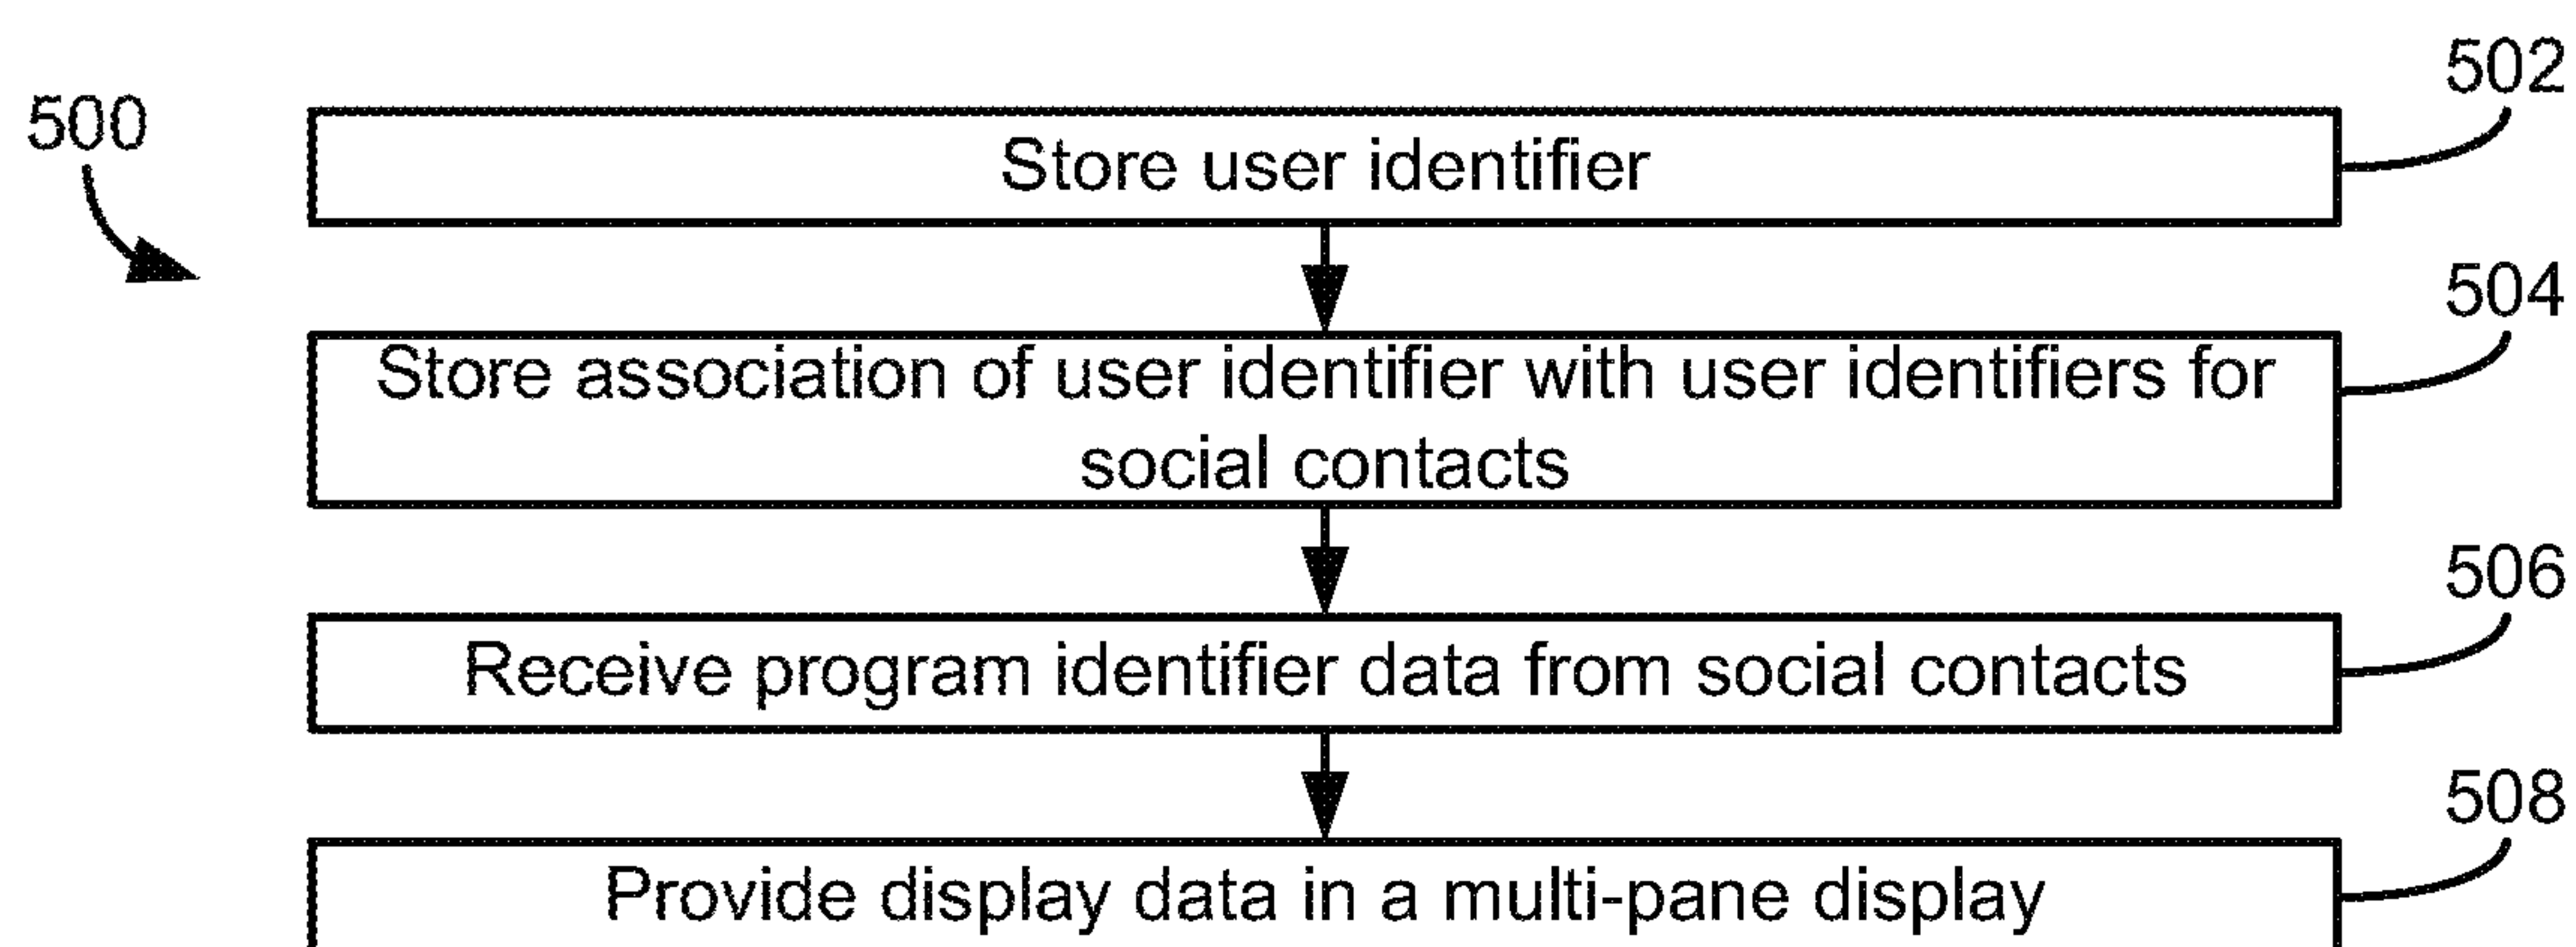 502
500
Store user identifier
504
Store association of user identifier with user identifiers for
social contacts
506
Receive program identifier data from social contacts
508
Provide display data in a multi-pane display